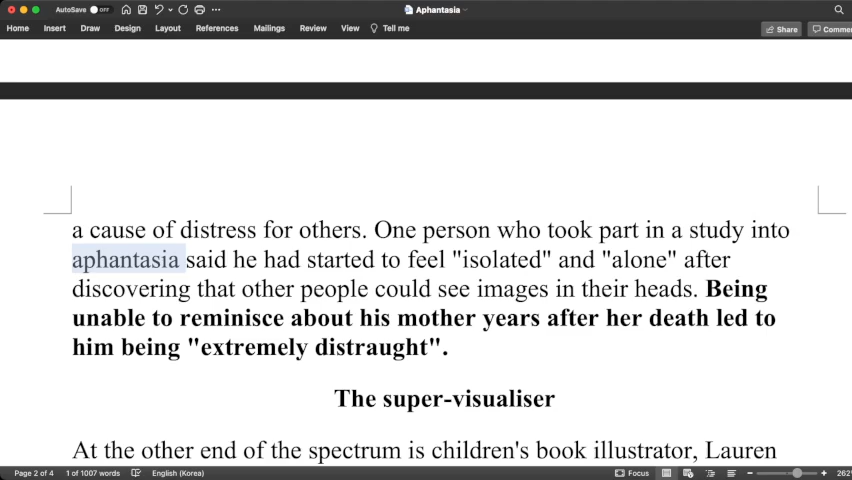 AutoSave OFF
Aphantasia
Home Insert Draw Design Layout References Mailings Review View Tell me
Share
a cause of distress for others. One person who took part in a study into
aphantasia said he had started to feel "isolated" and "alone" after
discovering that other people could see images in their heads. Being
unable to reminisce about his mother years after her death led to
him being "extremely distraught".
The super-visualiser
At the other end of the spectrum is children's book illustrator, Lauren
Page 2 of 4 1 of 1007 words English (Korea) Focus